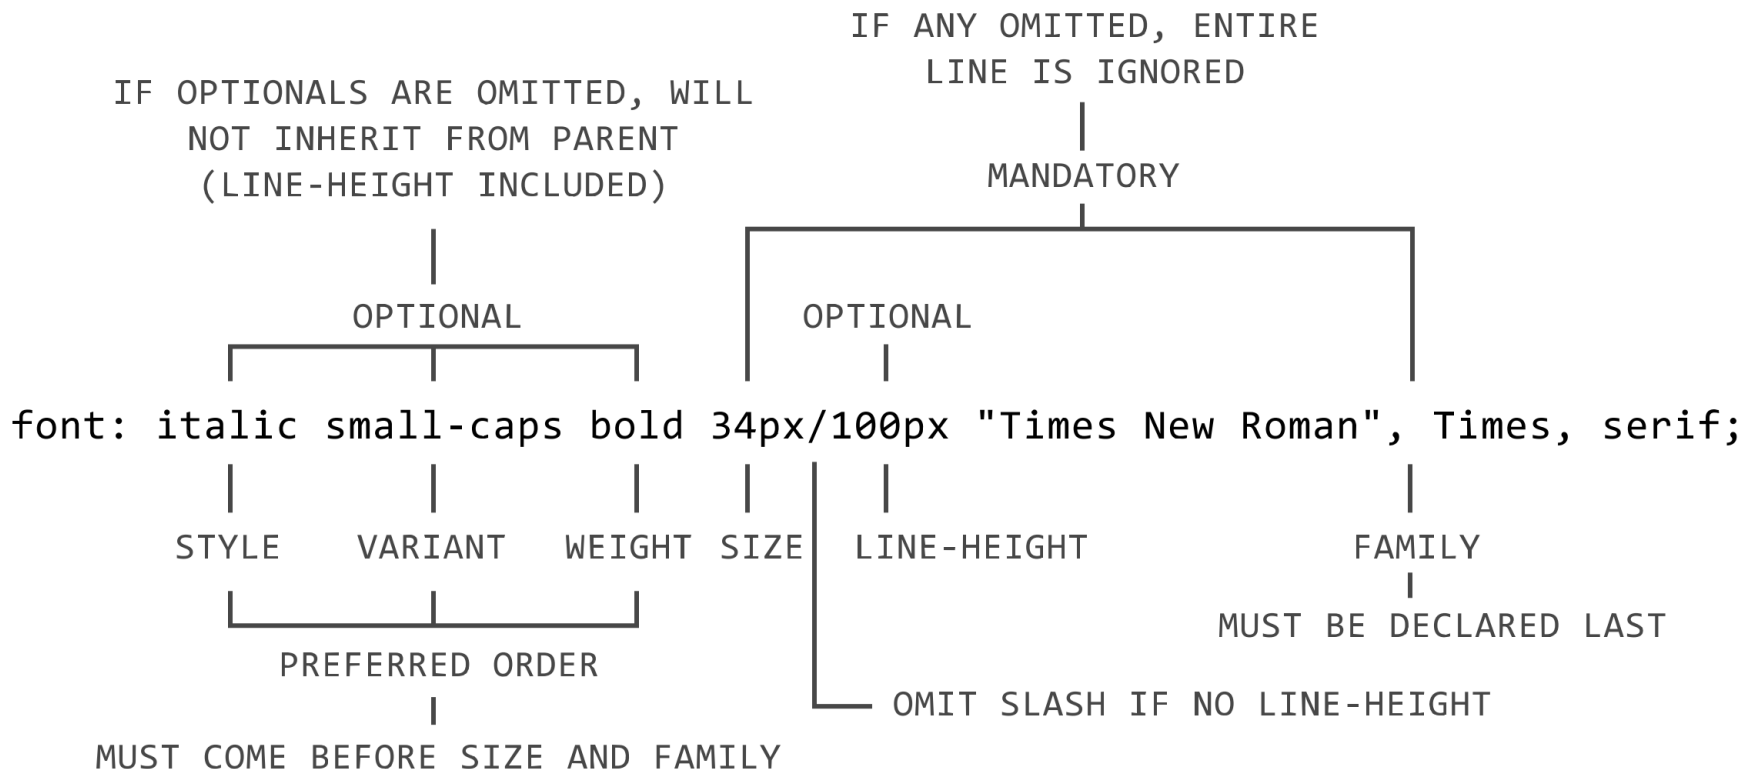 IF ANY OMITTED, ENTIRE
LINE IS IGNORED
IF OPTIONALS ARE OMITTED, WILL
NOT INHERIT FROM PARENT
(LINE-HEIGHT INCLUDED)
MANDATORY
OPTIONAL
OPTIONAL
font: italic small-caps bold 34px/100px "Times New Roman", Times, serif;
STYLE
VARIANT
WEIGHT
SIZE
LINE-HEIGHT
FAMILY
MUST BE DECLARED LAST
PREFERRED ORDER
OMIT SLASH IF NO LINE-HEIGHT
MUST COME BEFORE SIZE AND FAMILY